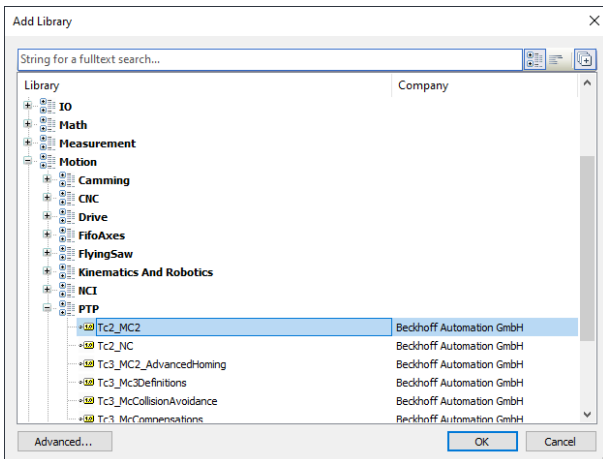 Add Library
String for a fulltext search...
Library Company
IO
Math
Measurement
Motion
Camming
CNC
Drive
FifoAxes
FlyingSaw
Kinematics And Robotics
NCI
PTP
Tc2_MC2 Beckhoff Automation GmbH
Tc2_NC Beckhoff Automation GmbH
Tc3_MC2_AdvancedHoming Beckhoff Automation GmbH
Tc3_Mc3Definitions Beckhoff Automation GmbH
Tc3_McCollisionAvoidance Beckhoff Automation GmbH
Tc3_McCompensations Beckhoff Automation GmbH
Advanced... OK Cancel